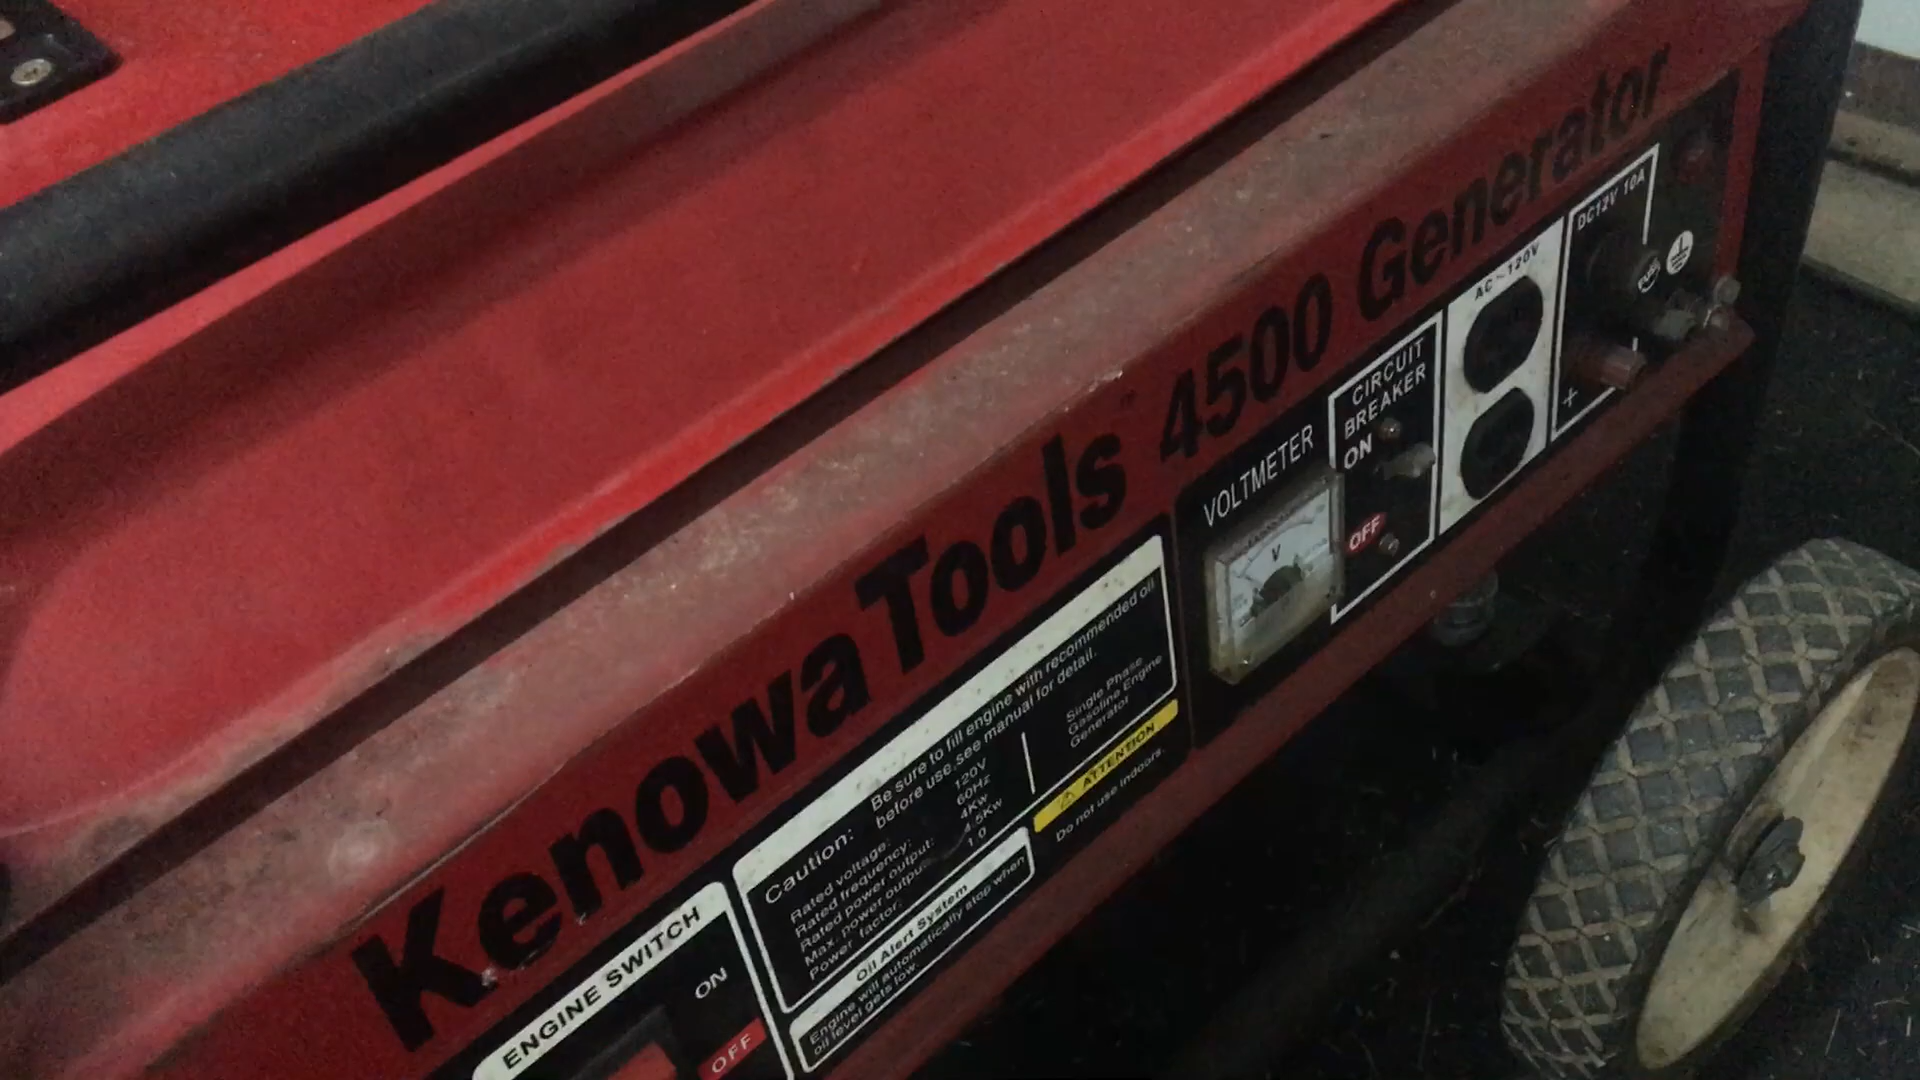 Kenowa Tools 4500 Generator
ENGINE SWITCH
ON
OFF
Caution: Be sure to fill engine with recommended oil
before use, see manual for detail.
Rated voltage: 120V
Rated frequency: 60Hz
Rated power output: 4Kw
Max. power output: 4.5Kw
Power factor: 1.0
Single Phase
Gasoline Engine
Generator
Oil Alert System
Engine will automatically stop when
oil level gets low.
ATTENTION
Do not use indoors.
VOLTMETER
V
CIRCUIT
BREAKER
ON
OFF
AC ~ 120V
DC12V 10A
+